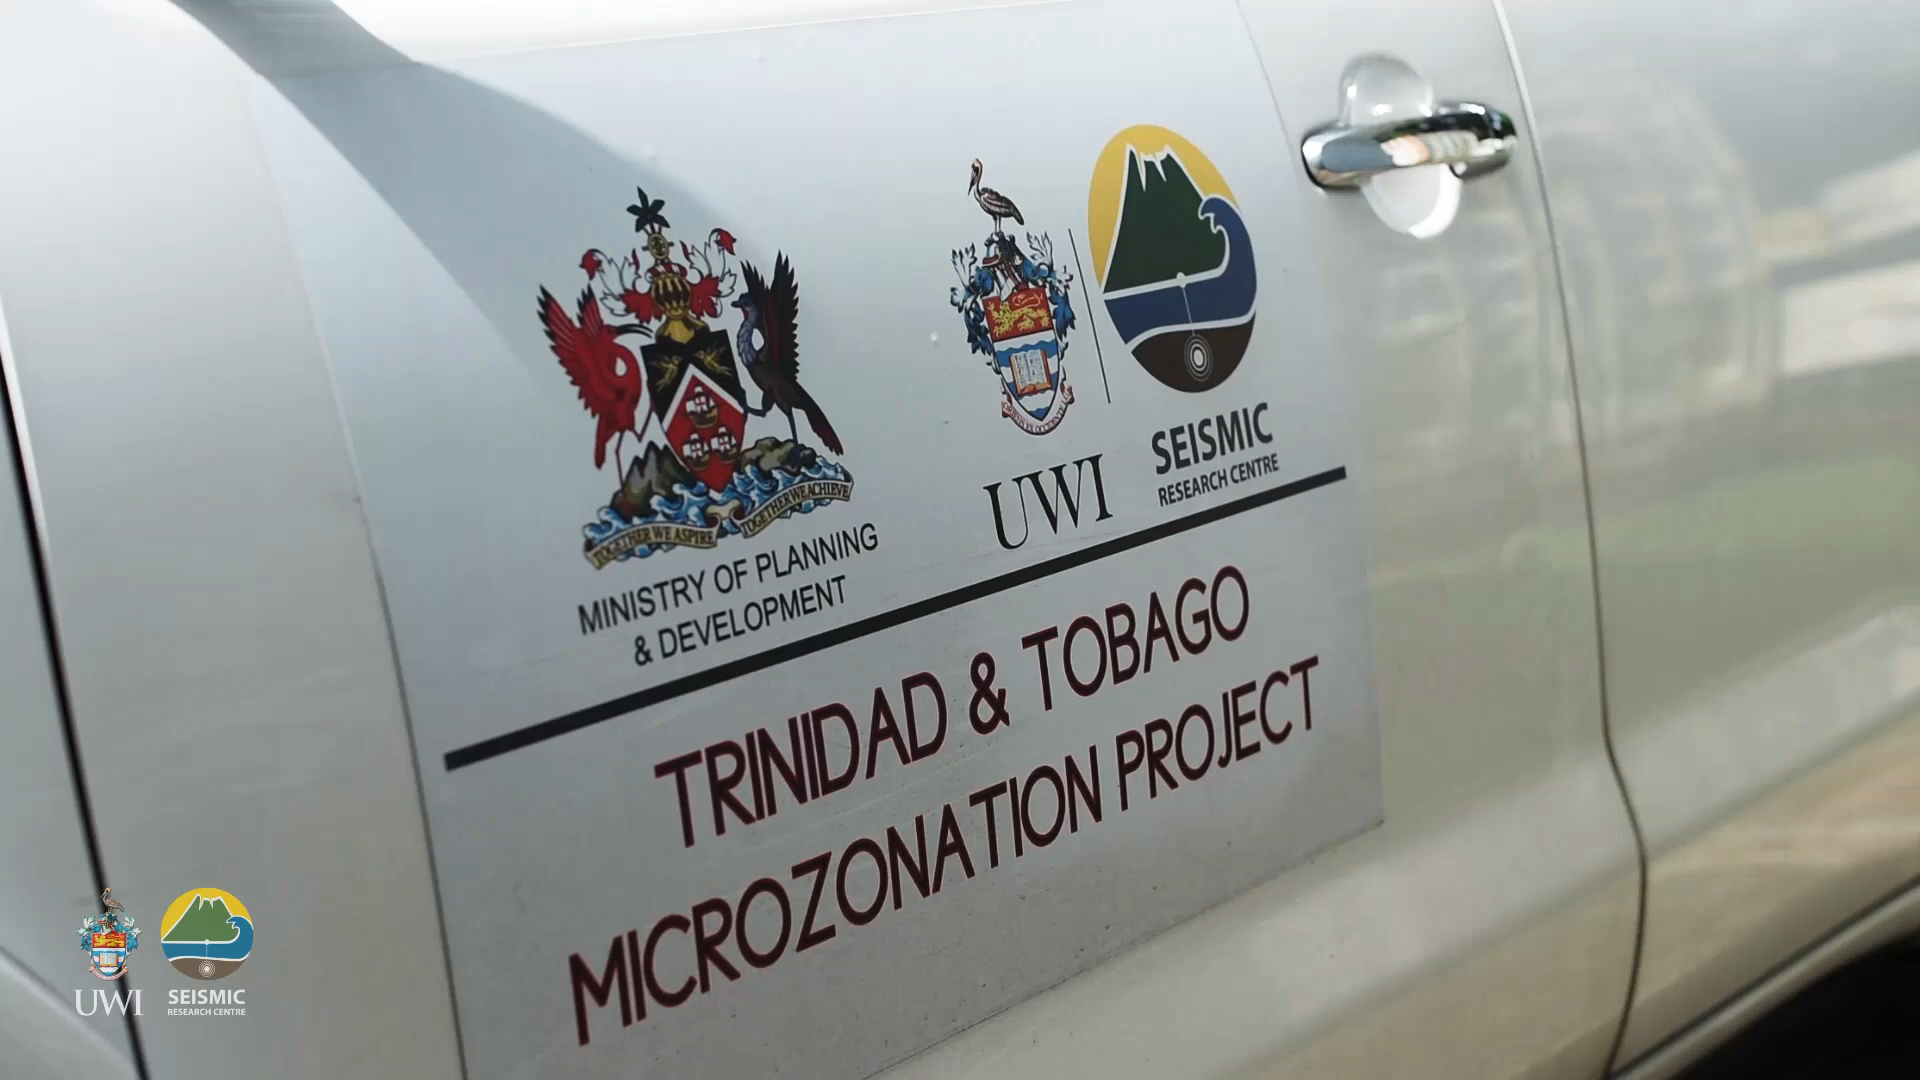 TOGETHER WE ASPIRE TOGETHER WE ACHIEVE
MINISTRY OF PLANNING
& DEVELOPMENT
UWI
SEISMIC
RESEARCH CENTRE
TRINIDAD & TOBAGO
MICROZONATION PROJECT
UWI
SEISMIC
RESEARCH CENTRE